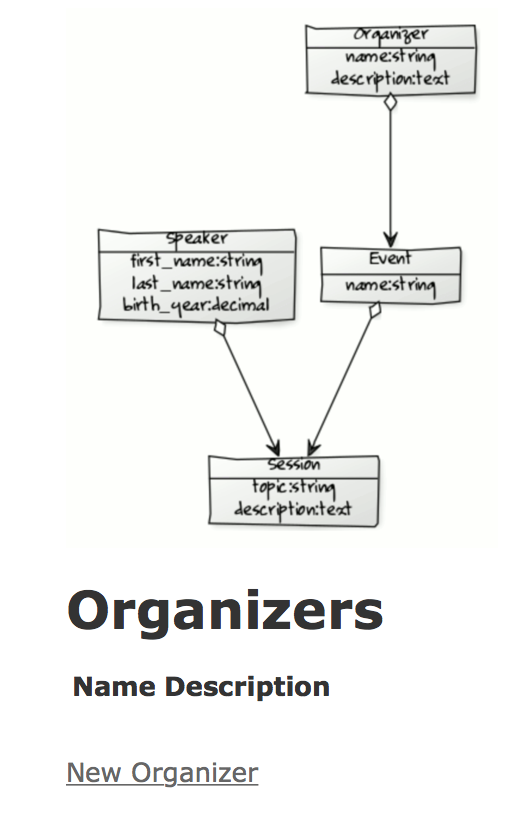 Organizer
name:string
description:text
Speaker
first_name:string
last_name:string
birth_year:decimal
Event
name:string
Session
topic:string
description:text
Organizers
Name Description
New Organizer